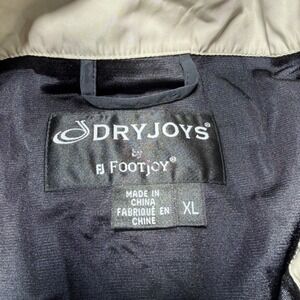 DRYJOYS®
by
FJ FOOTJOY®
MADE IN
CHINA
FABRIQUÉ EN
CHINE
XL